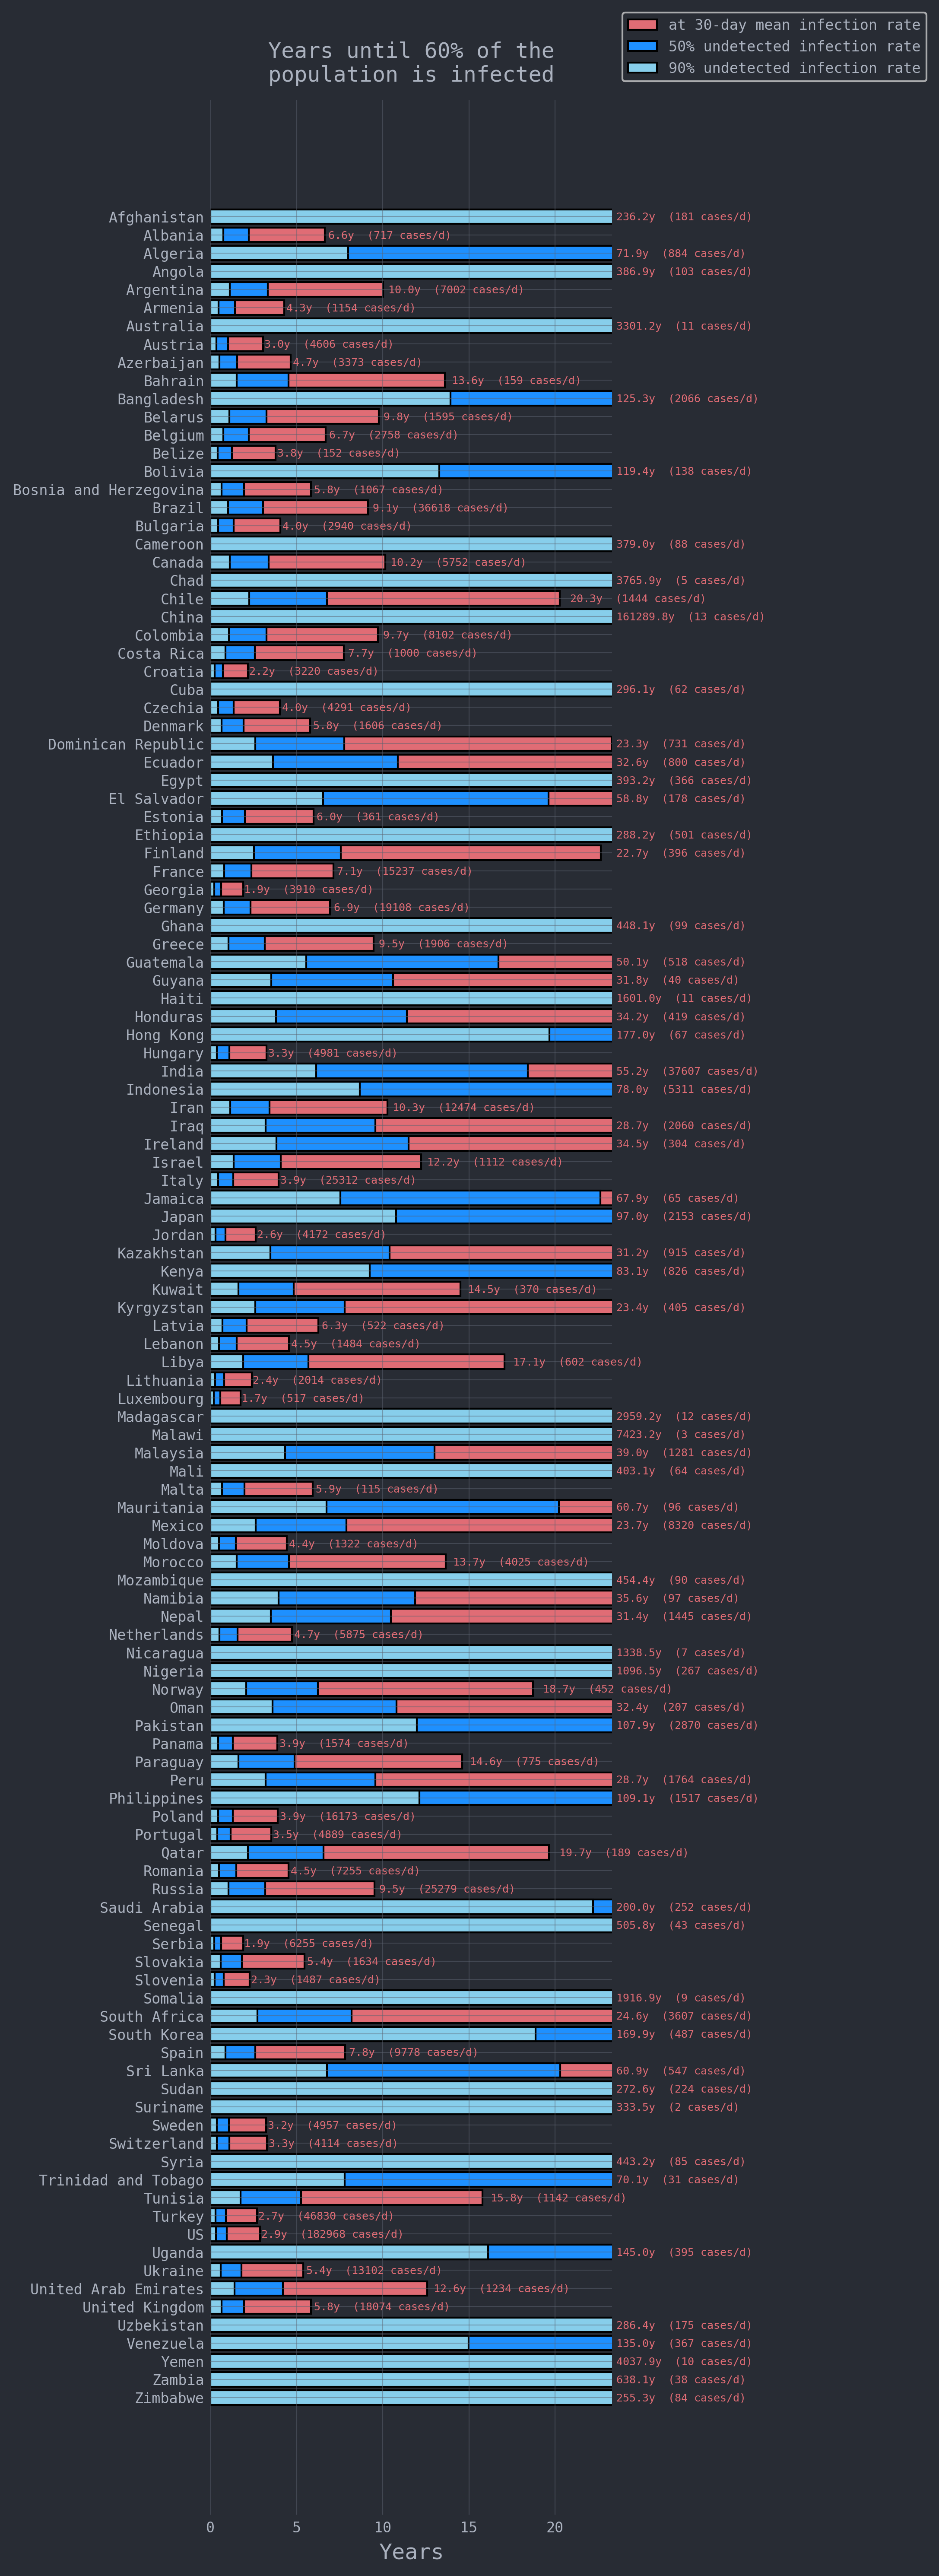 at 30-day mean infection rate
50% undetected infection rate
90% undetected infection rate
Years until 60% of the
population is infected
Afghanistan 236.2y (181 cases/d)
Albania 6.6y (717 cases/d)
Algeria 71.9y (884 cases/d)
Angola 386.9y (103 cases/d)
Argentina 10.0y (7002 cases/d)
Armenia 4.3y (1154 cases/d)
Australia 3301.2y (11 cases/d)
Austria 3.0y (4606 cases/d)
Azerbaijan 4.7y (3373 cases/d)
Bahrain 13.6y (159 cases/d)
Bangladesh 125.3y (2066 cases/d)
Belarus 9.8y (1595 cases/d)
Belgium 6.7y (2758 cases/d)
Belize 3.8y (152 cases/d)
Bolivia 119.4y (138 cases/d)
Bosnia and Herzegovina 5.8y (1067 cases/d)
Brazil 9.1y (36618 cases/d)
Bulgaria 4.0y (2940 cases/d)
Cameroon 379.0y (88 cases/d)
Canada 10.2y (5752 cases/d)
Chad 3765.9y (5 cases/d)
Chile 20.3y (1444 cases/d)
China 161289.8y (13 cases/d)
Colombia 9.7y (8102 cases/d)
Costa Rica 7.7y (1000 cases/d)
Croatia 2.2y (3220 cases/d)
Cuba 296.1y (62 cases/d)
Czechia 4.0y (4291 cases/d)
Denmark 5.8y (1606 cases/d)
Dominican Republic 23.3y (731 cases/d)
Ecuador 32.6y (800 cases/d)
Egypt 393.2y (366 cases/d)
El Salvador 58.8y (178 cases/d)
Estonia 6.0y (361 cases/d)
Ethiopia 288.2y (501 cases/d)
Finland 22.7y (396 cases/d)
France 7.1y (15237 cases/d)
Georgia 1.9y (3910 cases/d)
Germany 6.9y (19108 cases/d)
Ghana 448.1y (99 cases/d)
Greece 9.5y (1906 cases/d)
Guatemala 50.1y (518 cases/d)
Guyana 31.8y (40 cases/d)
Haiti 1601.0y (11 cases/d)
Honduras 34.2y (419 cases/d)
Hong Kong 177.0y (67 cases/d)
Hungary 3.3y (4981 cases/d)
India 55.2y (37607 cases/d)
Indonesia 78.0y (5311 cases/d)
Iran 10.3y (12474 cases/d)
Iraq 28.7y (2060 cases/d)
Ireland 34.5y (304 cases/d)
Israel 12.2y (1112 cases/d)
Italy 3.9y (25312 cases/d)
Jamaica 67.9y (65 cases/d)
Japan 97.0y (2153 cases/d)
Jordan 2.6y (4172 cases/d)
Kazakhstan 31.2y (915 cases/d)
Kenya 83.1y (826 cases/d)
Kuwait 14.5y (370 cases/d)
Kyrgyzstan 23.4y (405 cases/d)
Latvia 6.3y (522 cases/d)
Lebanon 4.5y (1484 cases/d)
Libya 17.1y (602 cases/d)
Lithuania 2.4y (2014 cases/d)
Luxembourg 1.7y (517 cases/d)
Madagascar 2959.2y (12 cases/d)
Malawi 7423.2y (3 cases/d)
Malaysia 39.0y (1281 cases/d)
Mali 403.1y (64 cases/d)
Malta 5.9y (115 cases/d)
Mauritania 60.7y (96 cases/d)
Mexico 23.7y (8320 cases/d)
Moldova 4.4y (1322 cases/d)
Morocco 13.7y (4025 cases/d)
Mozambique 454.4y (90 cases/d)
Namibia 35.6y (97 cases/d)
Nepal 31.4y (1445 cases/d)
Netherlands 4.7y (5875 cases/d)
Nicaragua 1338.5y (7 cases/d)
Nigeria 1096.5y (267 cases/d)
Norway 18.7y (452 cases/d)
Oman 32.4y (207 cases/d)
Pakistan 107.9y (2870 cases/d)
Panama 3.9y (1574 cases/d)
Paraguay 14.6y (775 cases/d)
Peru 28.7y (1764 cases/d)
Philippines 109.1y (1517 cases/d)
Poland 3.9y (16173 cases/d)
Portugal 3.5y (4889 cases/d)
Qatar 19.7y (189 cases/d)
Romania 4.5y (7255 cases/d)
Russia 9.5y (25279 cases/d)
Saudi Arabia 200.0y (252 cases/d)
Senegal 505.8y (43 cases/d)
Serbia 1.9y (6255 cases/d)
Slovakia 5.4y (1634 cases/d)
Slovenia 2.3y (1487 cases/d)
Somalia 1916.9y (9 cases/d)
South Africa 24.6y (3607 cases/d)
South Korea 169.9y (487 cases/d)
Spain 7.8y (9778 cases/d)
Sri Lanka 60.9y (547 cases/d)
Sudan 272.6y (224 cases/d)
Suriname 333.5y (2 cases/d)
Sweden 3.2y (4957 cases/d)
Switzerland 3.3y (4114 cases/d)
Syria 443.2y (85 cases/d)
Trinidad and Tobago 70.1y (31 cases/d)
Tunisia 15.8y (1142 cases/d)
Turkey 2.7y (46830 cases/d)
US 2.9y (182968 cases/d)
Uganda 145.0y (395 cases/d)
Ukraine 5.4y (13102 cases/d)
United Arab Emirates 12.6y (1234 cases/d)
United Kingdom 5.8y (18074 cases/d)
Uzbekistan 286.4y (175 cases/d)
Venezuela 135.0y (367 cases/d)
Yemen 4037.9y (10 cases/d)
Zambia 638.1y (38 cases/d)
Zimbabwe 255.3y (84 cases/d)
0 5 10 15 20
Years